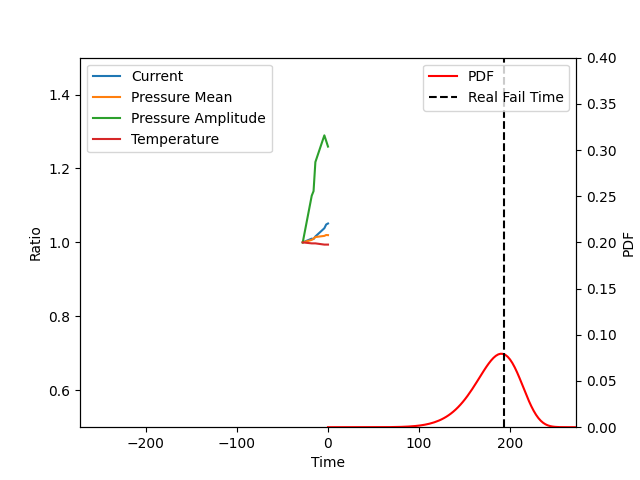 Current
Pressure Mean
Pressure Amplitude
Temperature
PDF
Real Fail Time
1.4
1.2
1.0
0.8
0.6
Ratio
0.40
0.35
0.30
0.25
0.20
0.15
0.10
0.05
0.00
PDF
−200
−100
0
100
200
Time